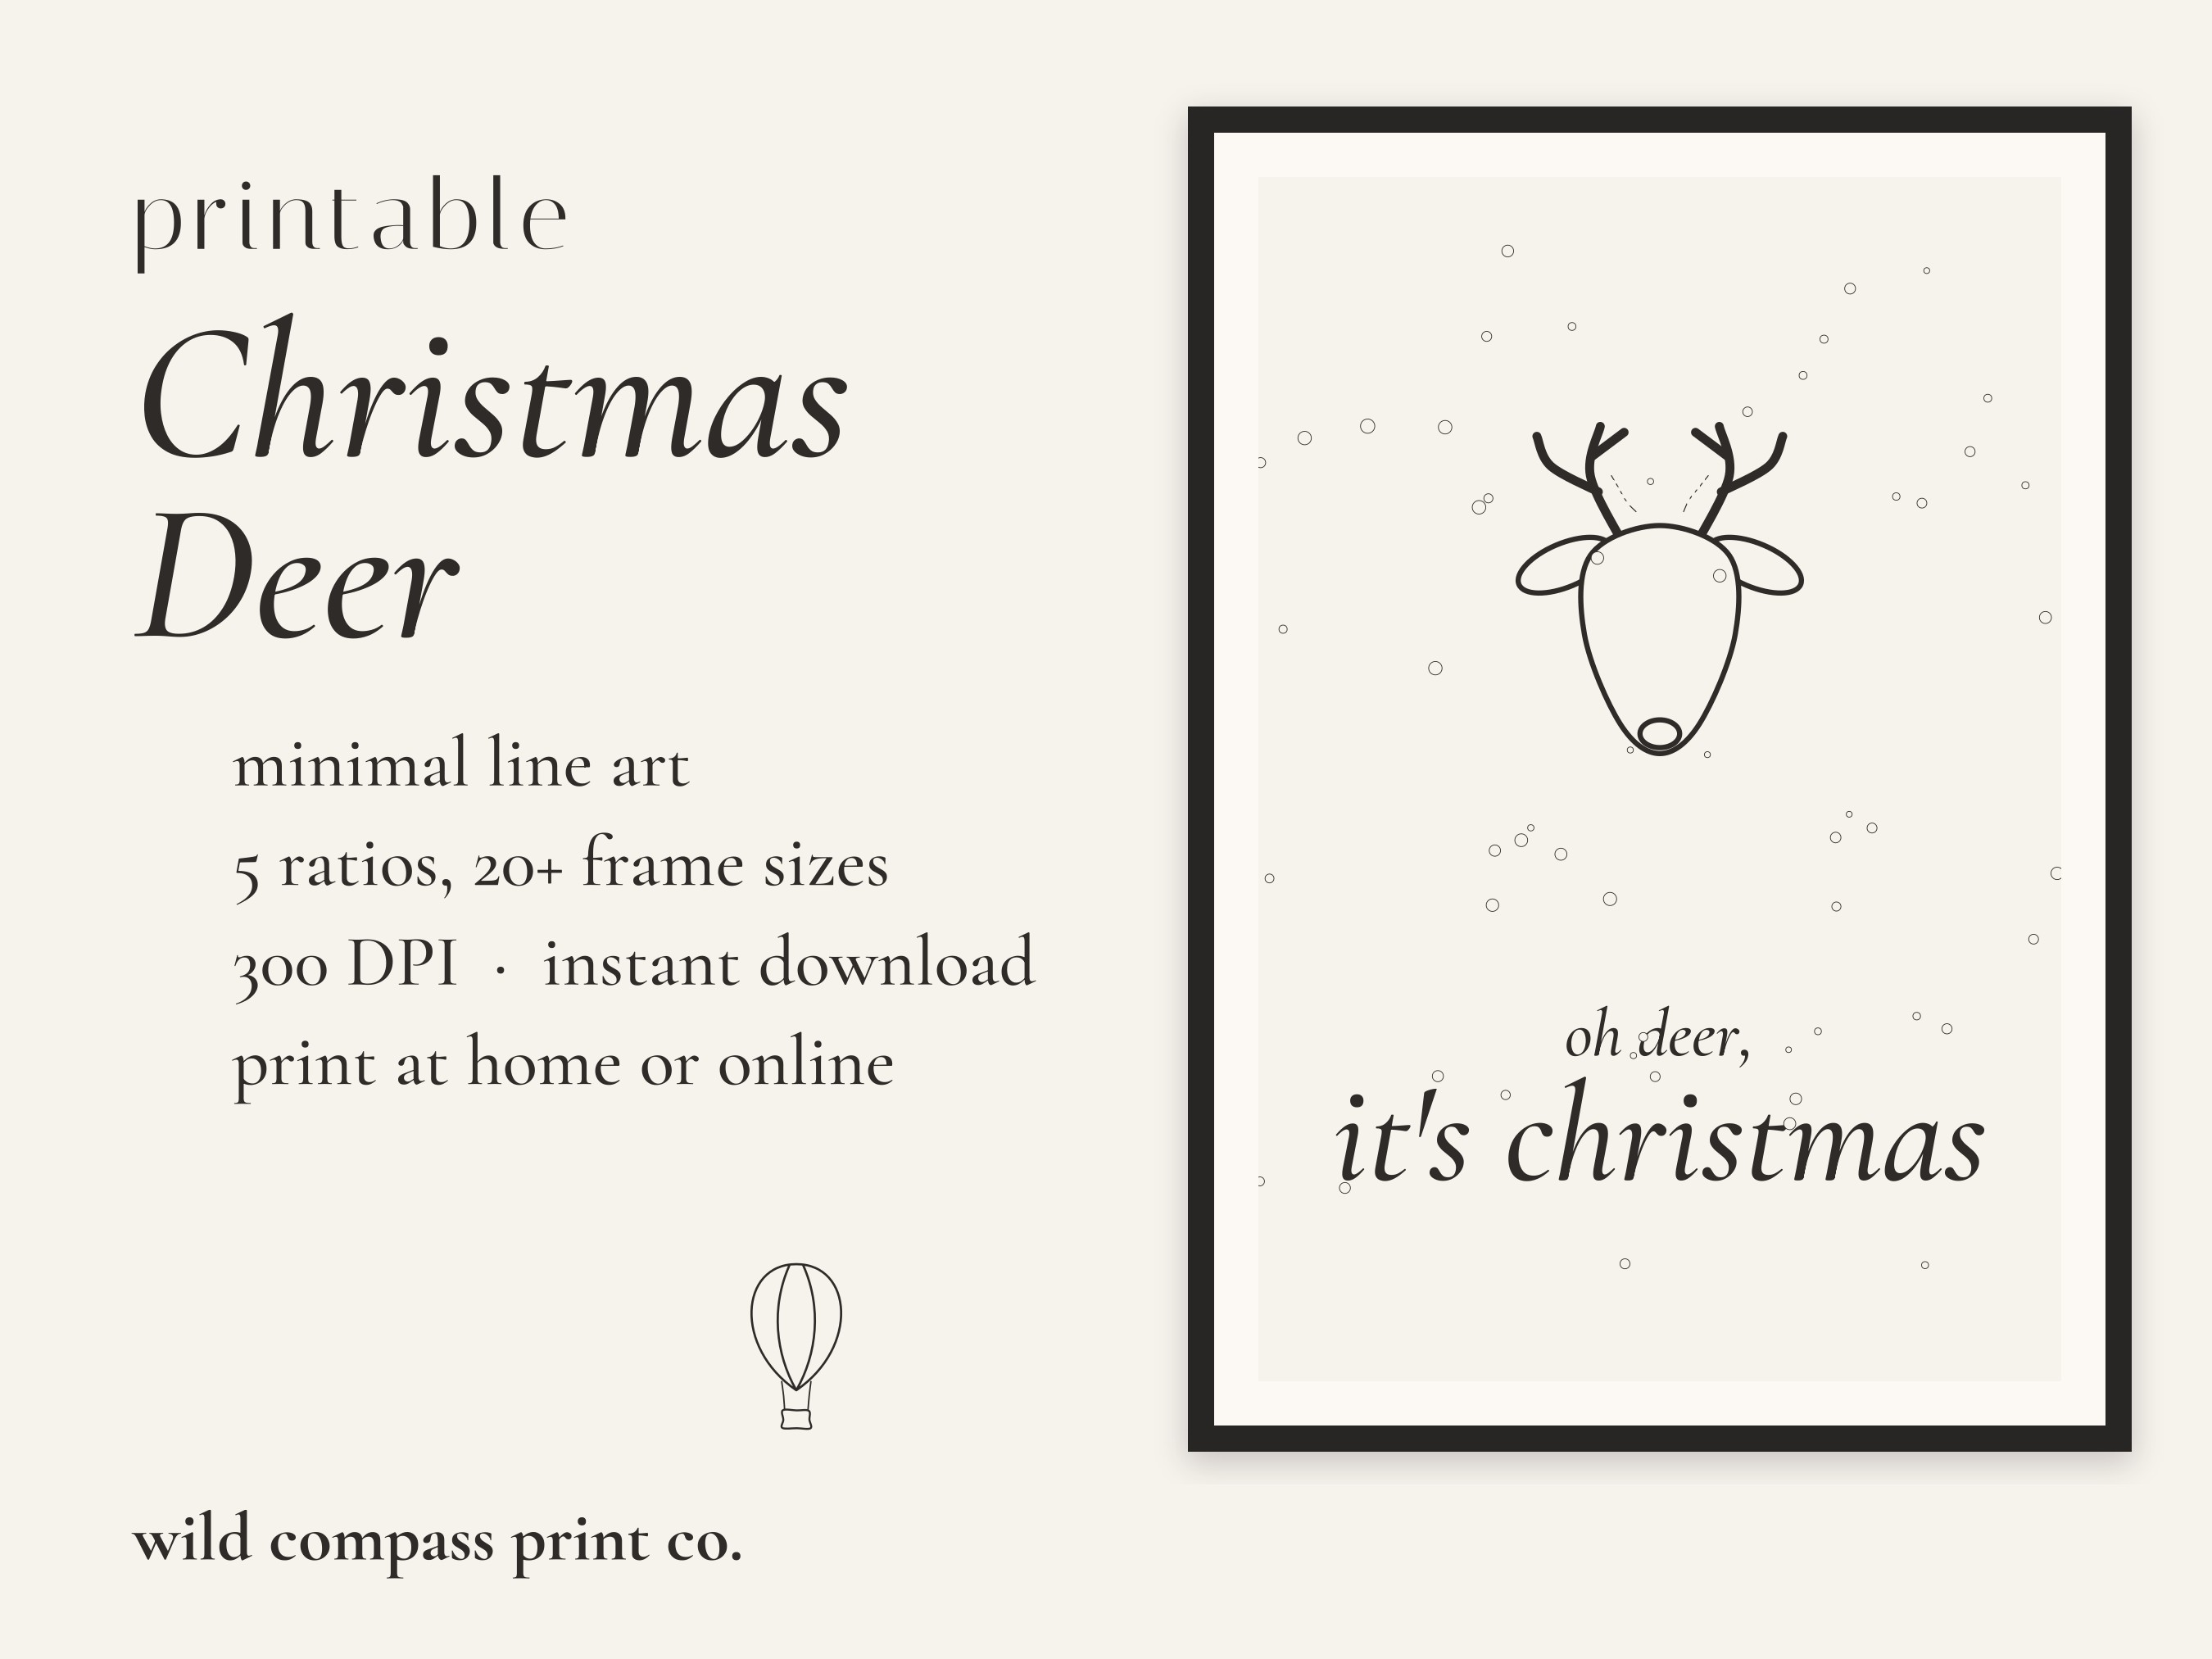 printable
Christmas
Deer
minimal line art
5 ratios, 20+ frame sizes
300 DPI · instant download
print at home or online
wild compass print co.
oh deer,
it's christmas